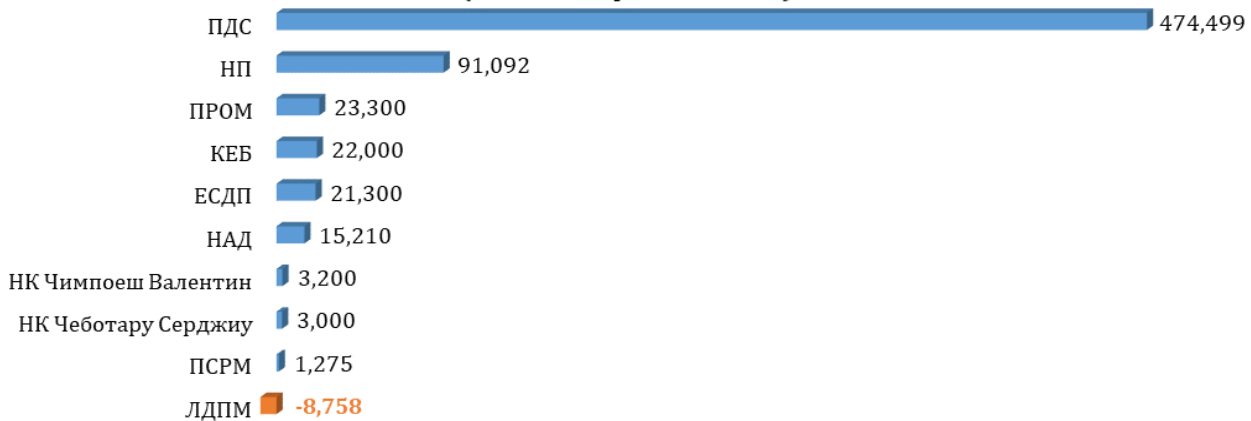 ПДС 474,499
НП 91,092
ПРОМ 23,300
КЕБ 22,000
ЕСДП 21,300
НАД 15,210
НК Чимпоеш Валентин 3,200
НК Чеботару Серджиу 3,000
ПСРМ 1,275
ЛДПМ -8,758